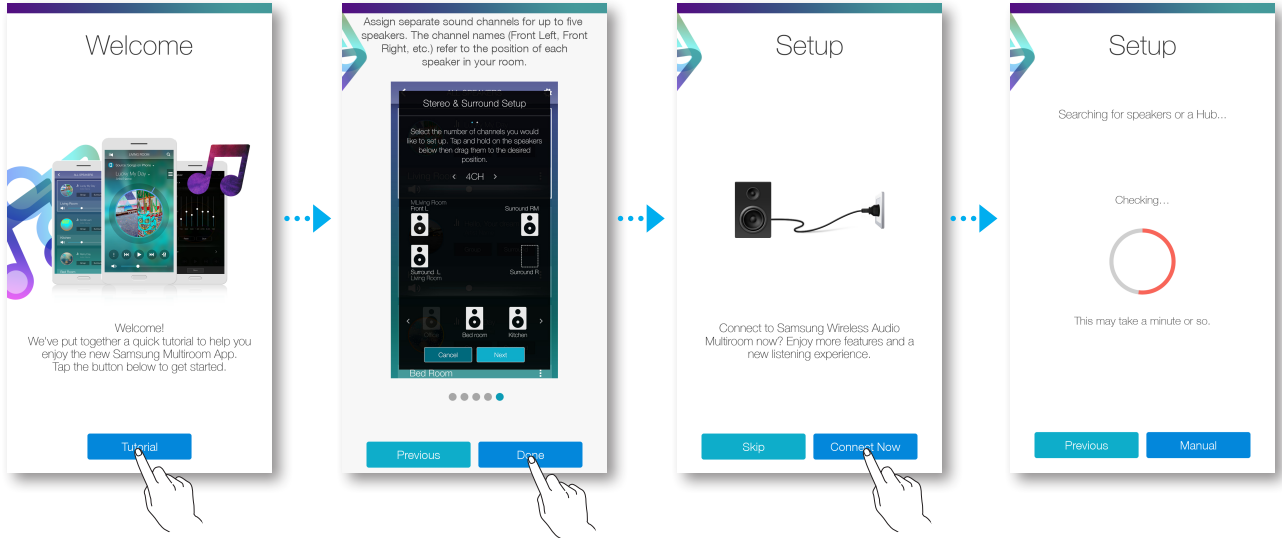 Welcome
Welcome!
We've put together a quick tutorial to help you
enjoy the new Samsung Multiroom App.
Tap the button below to get started.
Tutorial
Assign separate sound channels for up to five
speakers. The channel names (Front Left, Front
Right, etc.) refer to the position of each
speaker in your room.
Stereo & Surround Setup
Select the number of channels you would
like to set up. Tap and hold on the speakers
below then drag them to the desired
position.
< 4CH >
MLiving Room
Front L
Surround RM
Surround L
Living Room
Surround R
< Office Bed room Kitchen >
Cancel Next
Bed Room
Previous Done
Setup
Connect to Samsung Wireless Audio
Multiroom now? Enjoy more features and a
new listening experience.
Skip Connect Now
Setup
Searching for speakers or a Hub...
Checking...
This may take a minute or so.
Previous Manual